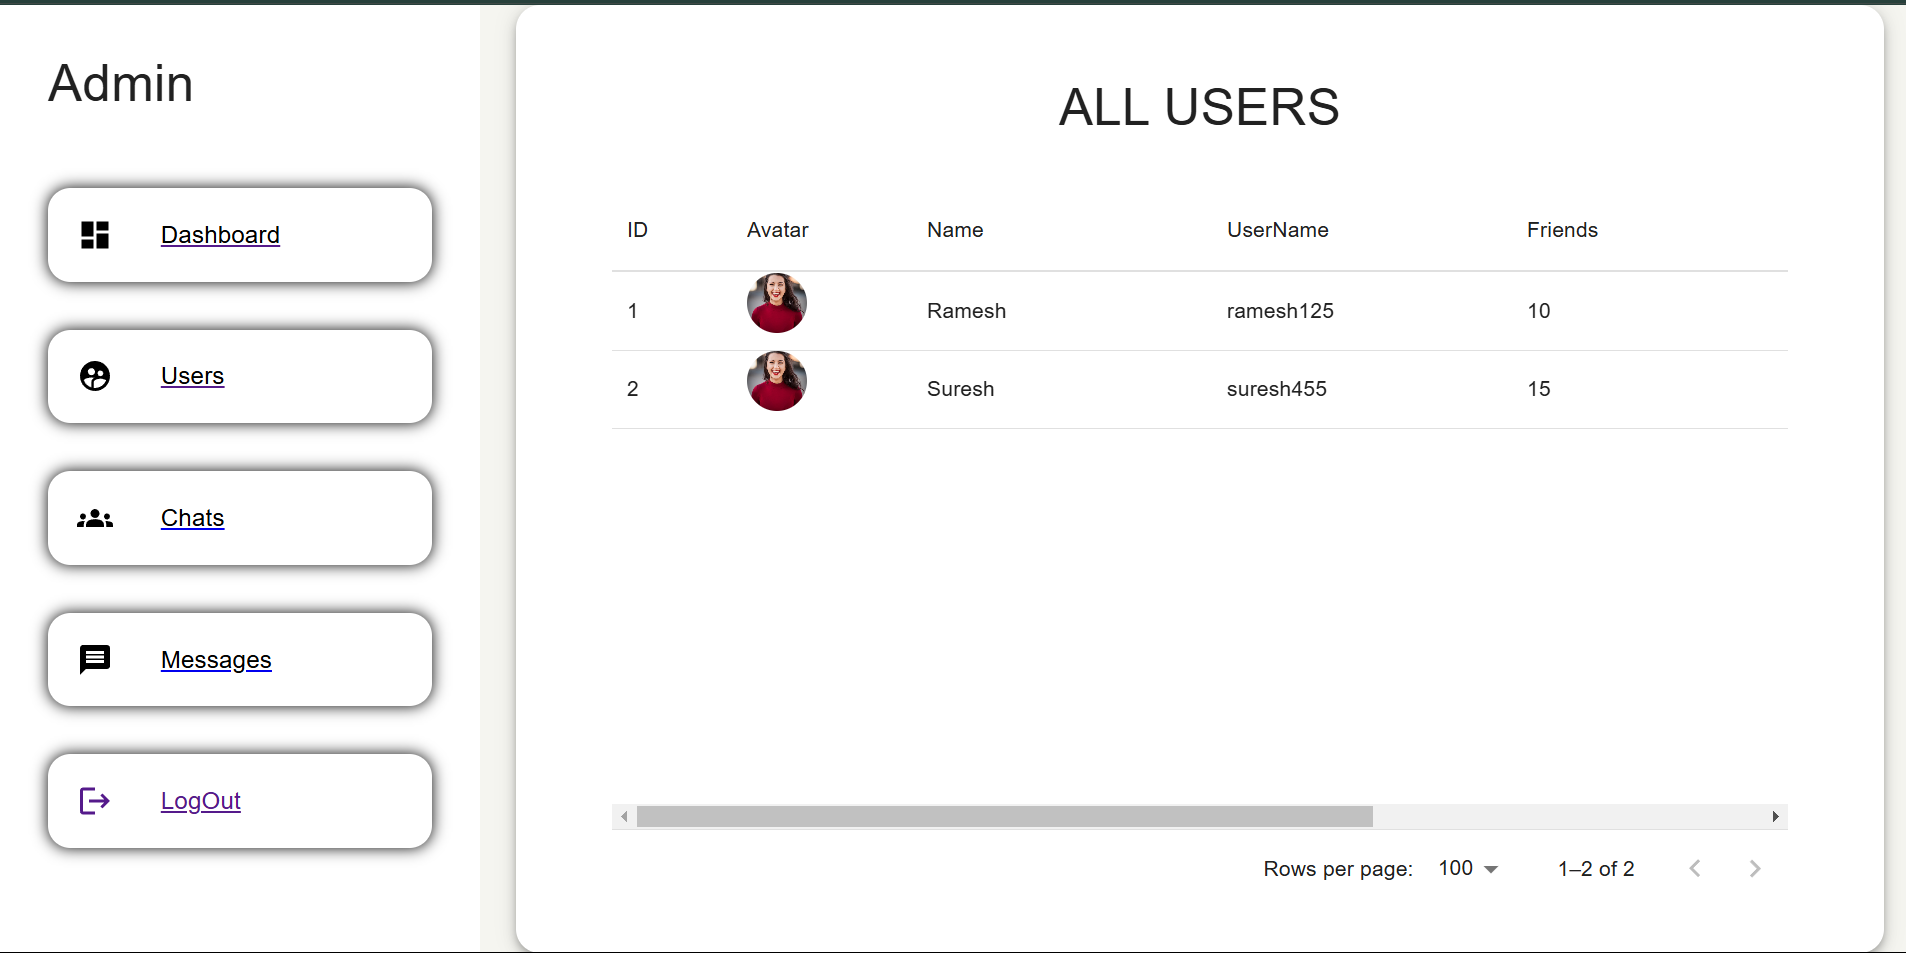 Admin
Dashboard
Users
Chats
Messages
LogOut
ALL USERS
ID Avatar Name UserName Friends
1 Ramesh ramesh125 10
2 Suresh suresh455 15
Rows per page: 100 1–2 of 2